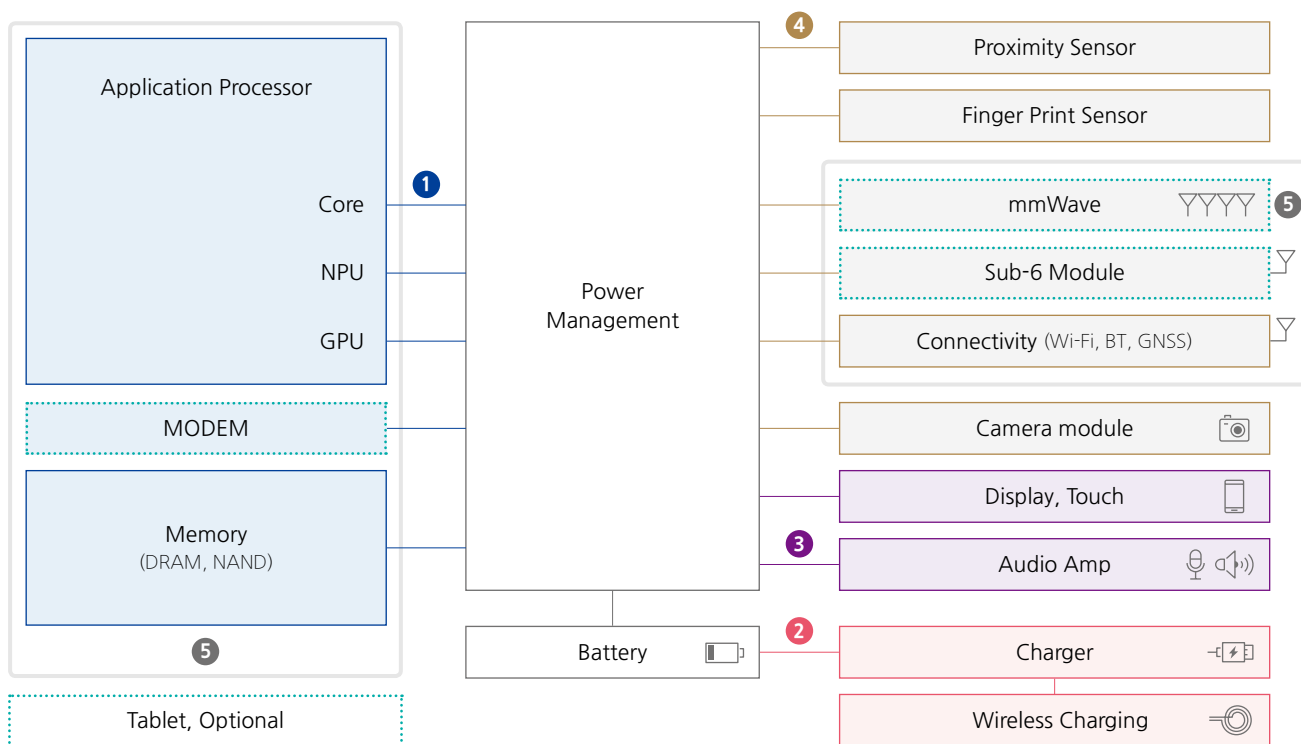 Application Processor
Core
NPU
GPU
MODEM
Memory
(DRAM, NAND)
5
Tablet, Optional
1
Power
Management
Battery
4
Proximity Sensor
Finger Print Sensor
mmWave
5
Sub-6 Module
Connectivity (Wi-Fi, BT, GNSS)
Camera module
Display, Touch
3
Audio Amp
2
Charger
Wireless Charging